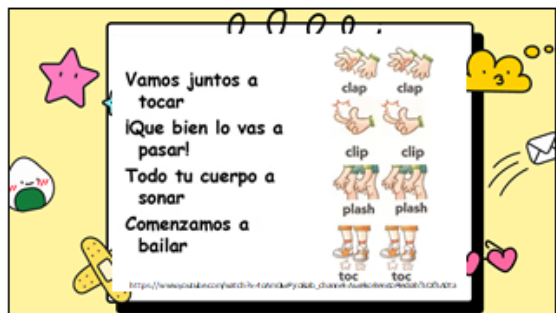 Vamos juntos a
tocar
¡Que bien lo vas a
pasar!
Todo tu cuerpo a
sonar
Comenzamos a
bailar
clap clap
clip clip
plash plash
toc toc